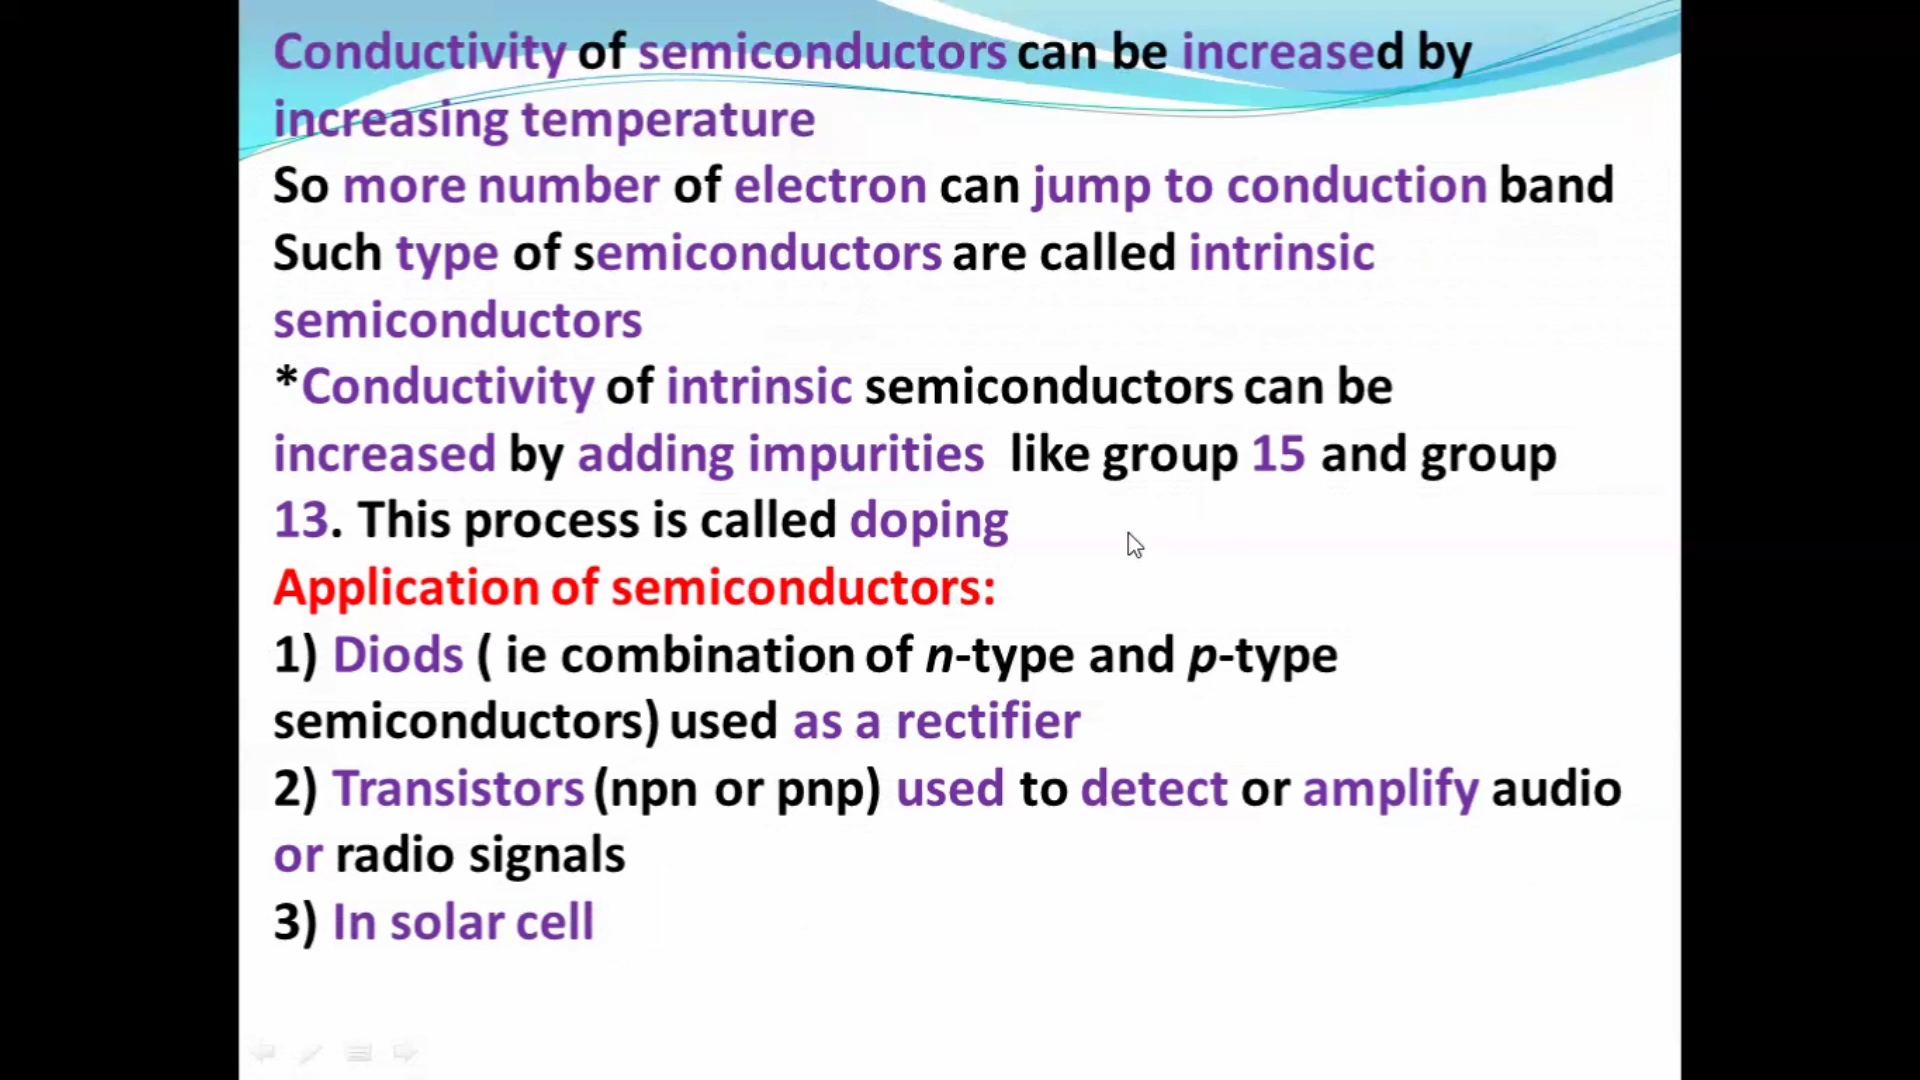 Conductivity of semiconductors can be increased by
increasing temperature
So more number of electron can jump to conduction band
Such type of semiconductors are called intrinsic
semiconductors
*Conductivity of intrinsic semiconductors can be
increased by adding impurities like group 15 and group
13. This process is called doping
Application of semiconductors:
1) Diods ( ie combination of n-type and p-type
semiconductors) used as a rectifier
2) Transistors (npn or pnp) used to detect or amplify audio
or radio signals
3) In solar cell